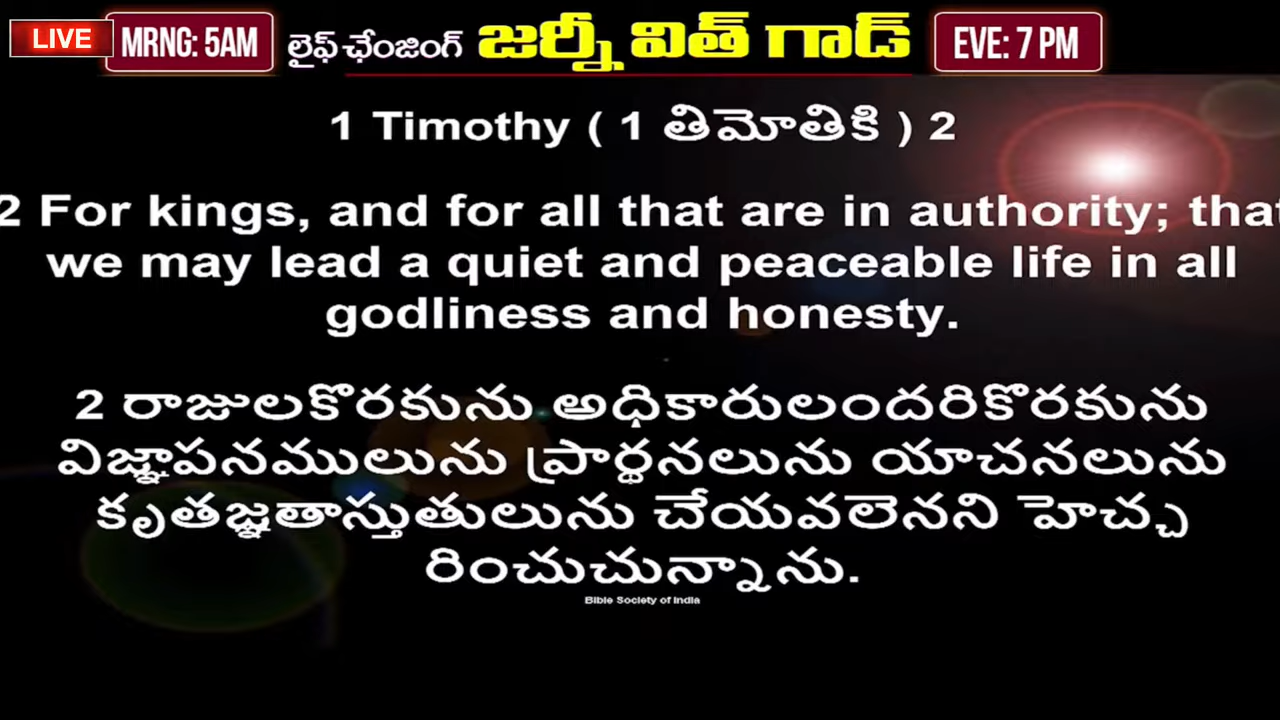 LIVE MRNG: 5AM లైఫ్ ఛేంజింగ్ జర్నీ విత్ గాడ్ EVE: 7 PM
1 Timothy ( 1 తిమోతికి ) 2
2 For kings, and for all that are in authority; that
we may lead a quiet and peaceable life in all
godliness and honesty.
2 రాజులకొరకును అధికారులందరికొరకును
విజ్ఞాపనములును ప్రార్థనలును యాచనలును
కృతజ్ఞతాస్తుతులును చేయవలెనని హెచ్చ
రించుచున్నాను.
Bible Society of India